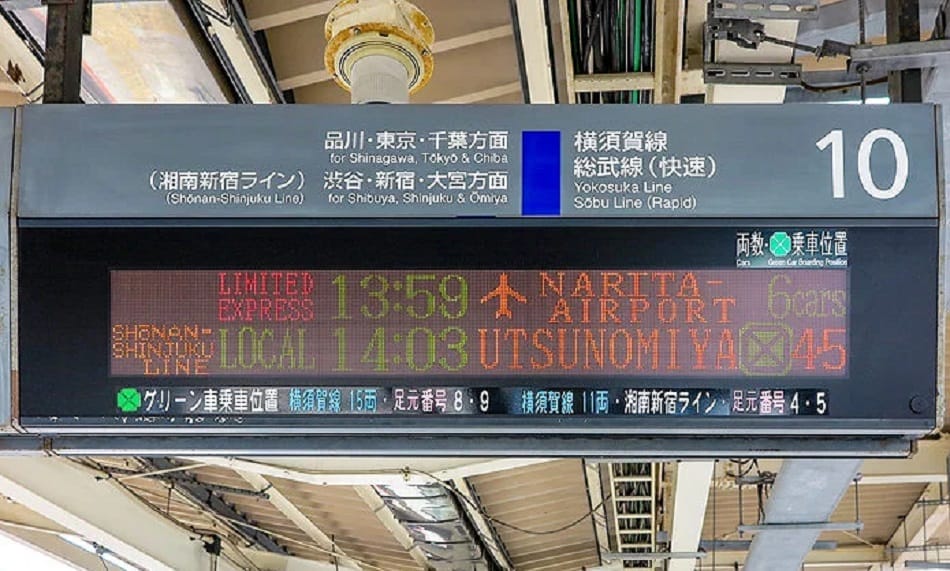 品川・東京・千葉方面
for Shinagawa, Tōkyō & Chiba
(湘南新宿ライン) 渋谷・新宿・大宮方面
(Shōnan-Shinjuku Line) for Shibuya, Shinjuku & Ōmiya
横須賀線
総武線(快速)
Yokosuka Line
Sōbu Line (Rapid)
10
両数・乗車位置
Cars Green Car Boarding Position
LIMITED EXPRESS 13:59 NARITA-AIRPORT 6cars
SHōNAN-SHINJUKU LINE LOCAL 14:03 UTSUNOMIYA 4・5
グリーン車乗車位置 横須賀線 15両・足元番号 8・9 横須賀線 11両・湘南新宿ライン・足元番号 4・5